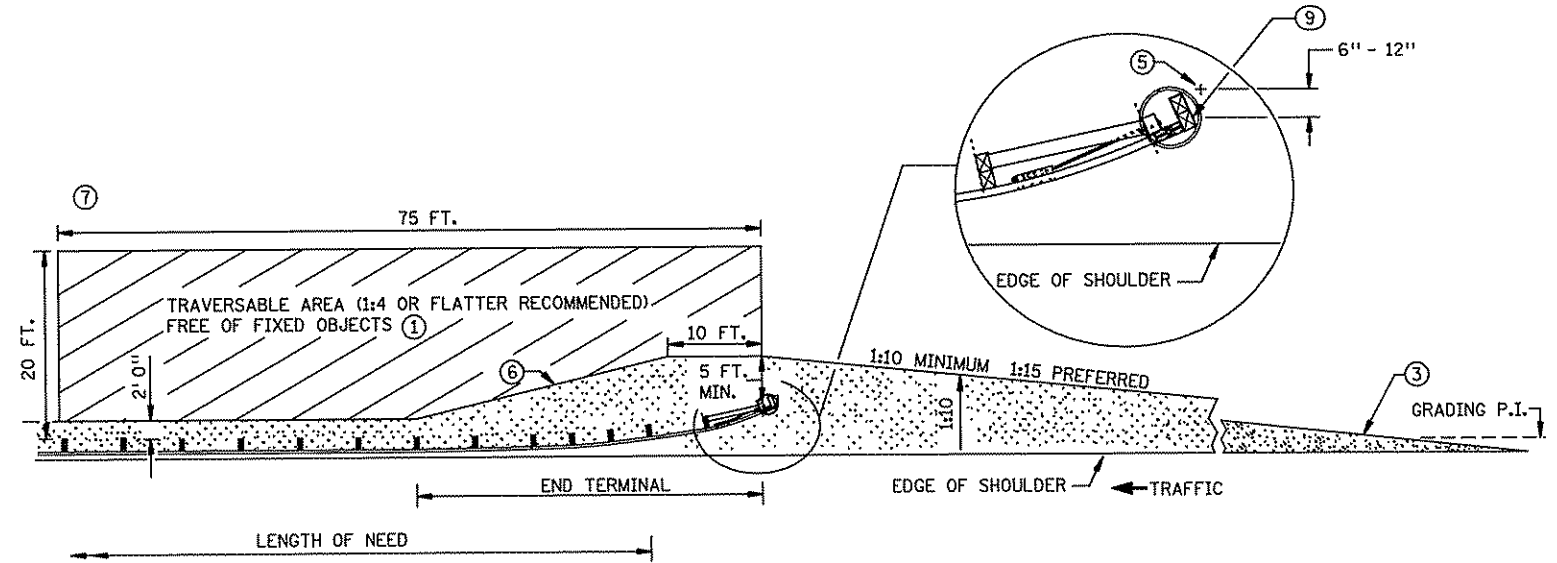 ⑨
6" - 12"
⑤
EDGE OF SHOULDER
⑦
75 FT.
20 FT.
TRAVERSABLE AREA (1:4 OR FLATTER RECOMMENDED)
FREE OF FIXED OBJECTS ①
2' 0"
10 FT.
⑥
5 FT.
MIN.
1:10 MINIMUM 1:15 PREFERRED
1:10
③
GRADING P.I.
END TERMINAL
EDGE OF SHOULDER
TRAFFIC
LENGTH OF NEED